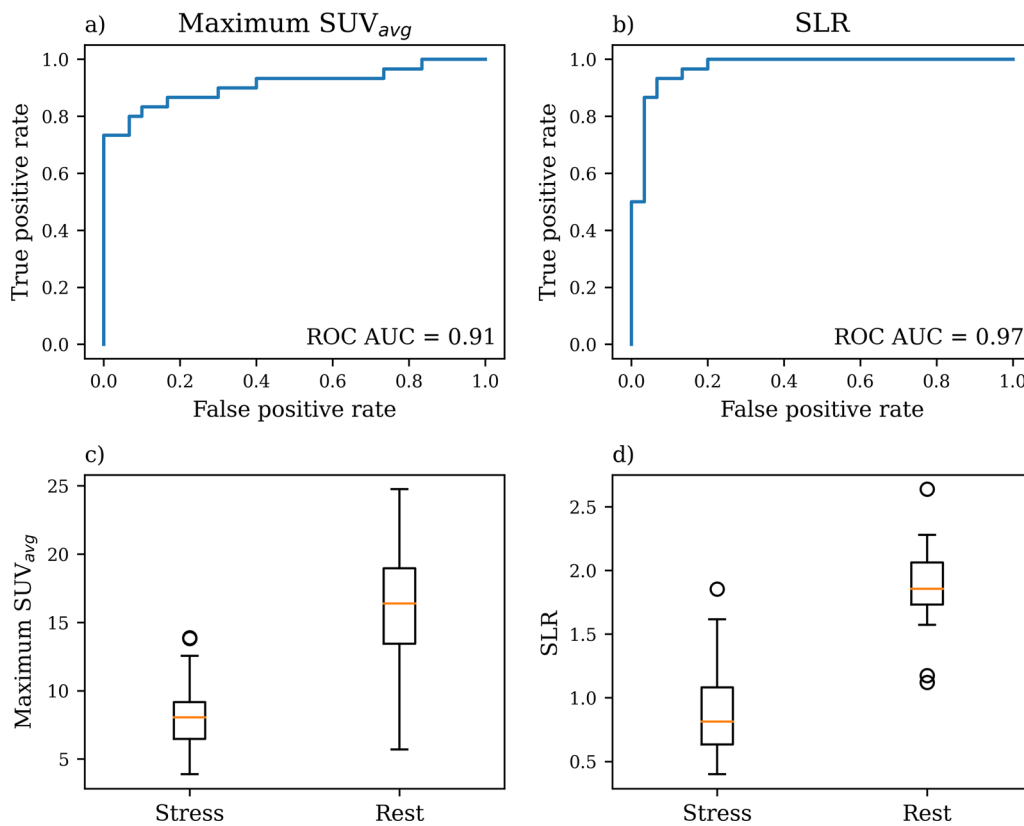 a)
Maximum SUVavg
1.0
0.8
0.6
0.4
0.2
0.0
True positive rate
ROC AUC = 0.91
0.0 0.2 0.4 0.6 0.8 1.0
False positive rate
b)
SLR
1.0
0.8
0.6
0.4
0.2
0.0
True positive rate
ROC AUC = 0.97
0.0 0.2 0.4 0.6 0.8 1.0
False positive rate
c)
25
20
15
10
5
Maximum SUVavg
Stress Rest
d)
2.5
2.0
1.5
1.0
0.5
SLR
Stress Rest